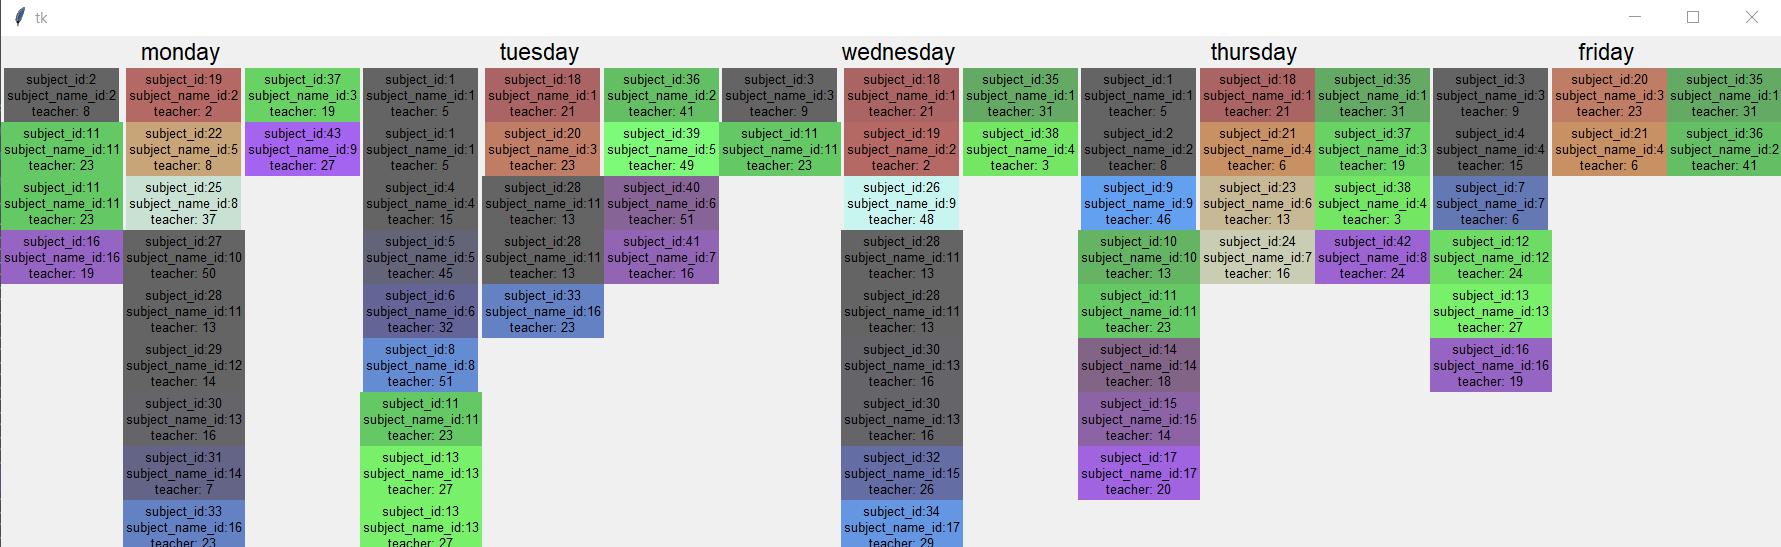 tk
monday
subject_id:2
subject_name_id:2
teacher: 8
subject_id:11
subject_name_id:11
teacher: 23
subject_id:11
subject_name_id:11
teacher: 23
subject_id:16
subject_name_id:16
teacher: 19
subject_id:19
subject_name_id:2
teacher: 2
subject_id:22
subject_name_id:5
teacher: 8
subject_id:25
subject_name_id:8
teacher: 37
subject_id:27
subject_name_id:10
teacher: 50
subject_id:28
subject_name_id:11
teacher: 13
subject_id:29
subject_name_id:12
teacher: 14
subject_id:30
subject_name_id:13
teacher: 16
subject_id:31
subject_name_id:14
teacher: 7
subject_id:33
subject_name_id:16
teacher: 23
subject_id:37
subject_name_id:3
teacher: 19
subject_id:43
subject_name_id:9
teacher: 27
tuesday
subject_id:1
subject_name_id:1
teacher: 5
subject_id:1
subject_name_id:1
teacher: 5
subject_id:4
subject_name_id:4
teacher: 15
subject_id:5
subject_name_id:5
teacher: 45
subject_id:6
subject_name_id:6
teacher: 32
subject_id:8
subject_name_id:8
teacher: 51
subject_id:11
subject_name_id:11
teacher: 23
subject_id:13
subject_name_id:13
teacher: 27
subject_id:13
subject_name_id:13
teacher: 27
subject_id:18
subject_name_id:1
teacher: 21
subject_id:20
subject_name_id:3
teacher: 23
subject_id:28
subject_name_id:11
teacher: 13
subject_id:28
subject_name_id:11
teacher: 13
subject_id:33
subject_name_id:16
teacher: 23
subject_id:36
subject_name_id:2
teacher: 41
subject_id:39
subject_name_id:5
teacher: 49
subject_id:40
subject_name_id:6
teacher: 51
subject_id:41
subject_name_id:7
teacher: 16
wednesday
subject_id:3
subject_name_id:3
teacher: 9
subject_id:11
subject_name_id:11
teacher: 23
subject_id:18
subject_name_id:1
teacher: 21
subject_id:19
subject_name_id:2
teacher: 2
subject_id:26
subject_name_id:9
teacher: 48
subject_id:28
subject_name_id:11
teacher: 13
subject_id:28
subject_name_id:11
teacher: 13
subject_id:30
subject_name_id:13
teacher: 16
subject_id:30
subject_name_id:13
teacher: 16
subject_id:32
subject_name_id:15
teacher: 26
subject_id:34
subject_name_id:17
teacher: 29
subject_id:35
subject_name_id:1
teacher: 31
subject_id:38
subject_name_id:4
teacher: 3
thursday
subject_id:1
subject_name_id:1
teacher: 5
subject_id:2
subject_name_id:2
teacher: 8
subject_id:9
subject_name_id:9
teacher: 46
subject_id:10
subject_name_id:10
teacher: 13
subject_id:11
subject_name_id:11
teacher: 23
subject_id:14
subject_name_id:14
teacher: 18
subject_id:15
subject_name_id:15
teacher: 14
subject_id:17
subject_name_id:17
teacher: 20
subject_id:18
subject_name_id:1
teacher: 21
subject_id:21
subject_name_id:4
teacher: 6
subject_id:23
subject_name_id:6
teacher: 13
subject_id:24
subject_name_id:7
teacher: 16
subject_id:35
subject_name_id:1
teacher: 31
subject_id:37
subject_name_id:3
teacher: 19
subject_id:38
subject_name_id:4
teacher: 3
subject_id:42
subject_name_id:8
teacher: 24
friday
subject_id:3
subject_name_id:3
teacher: 9
subject_id:4
subject_name_id:4
teacher: 15
subject_id:7
subject_name_id:7
teacher: 6
subject_id:12
subject_name_id:12
teacher: 24
subject_id:13
subject_name_id:13
teacher: 27
subject_id:16
subject_name_id:16
teacher: 19
subject_id:20
subject_name_id:3
teacher: 23
subject_id:21
subject_name_id:4
teacher: 6
subject_id:35
subject_name_id:1
teacher: 31
subject_id:36
subject_name_id:2
teacher: 41